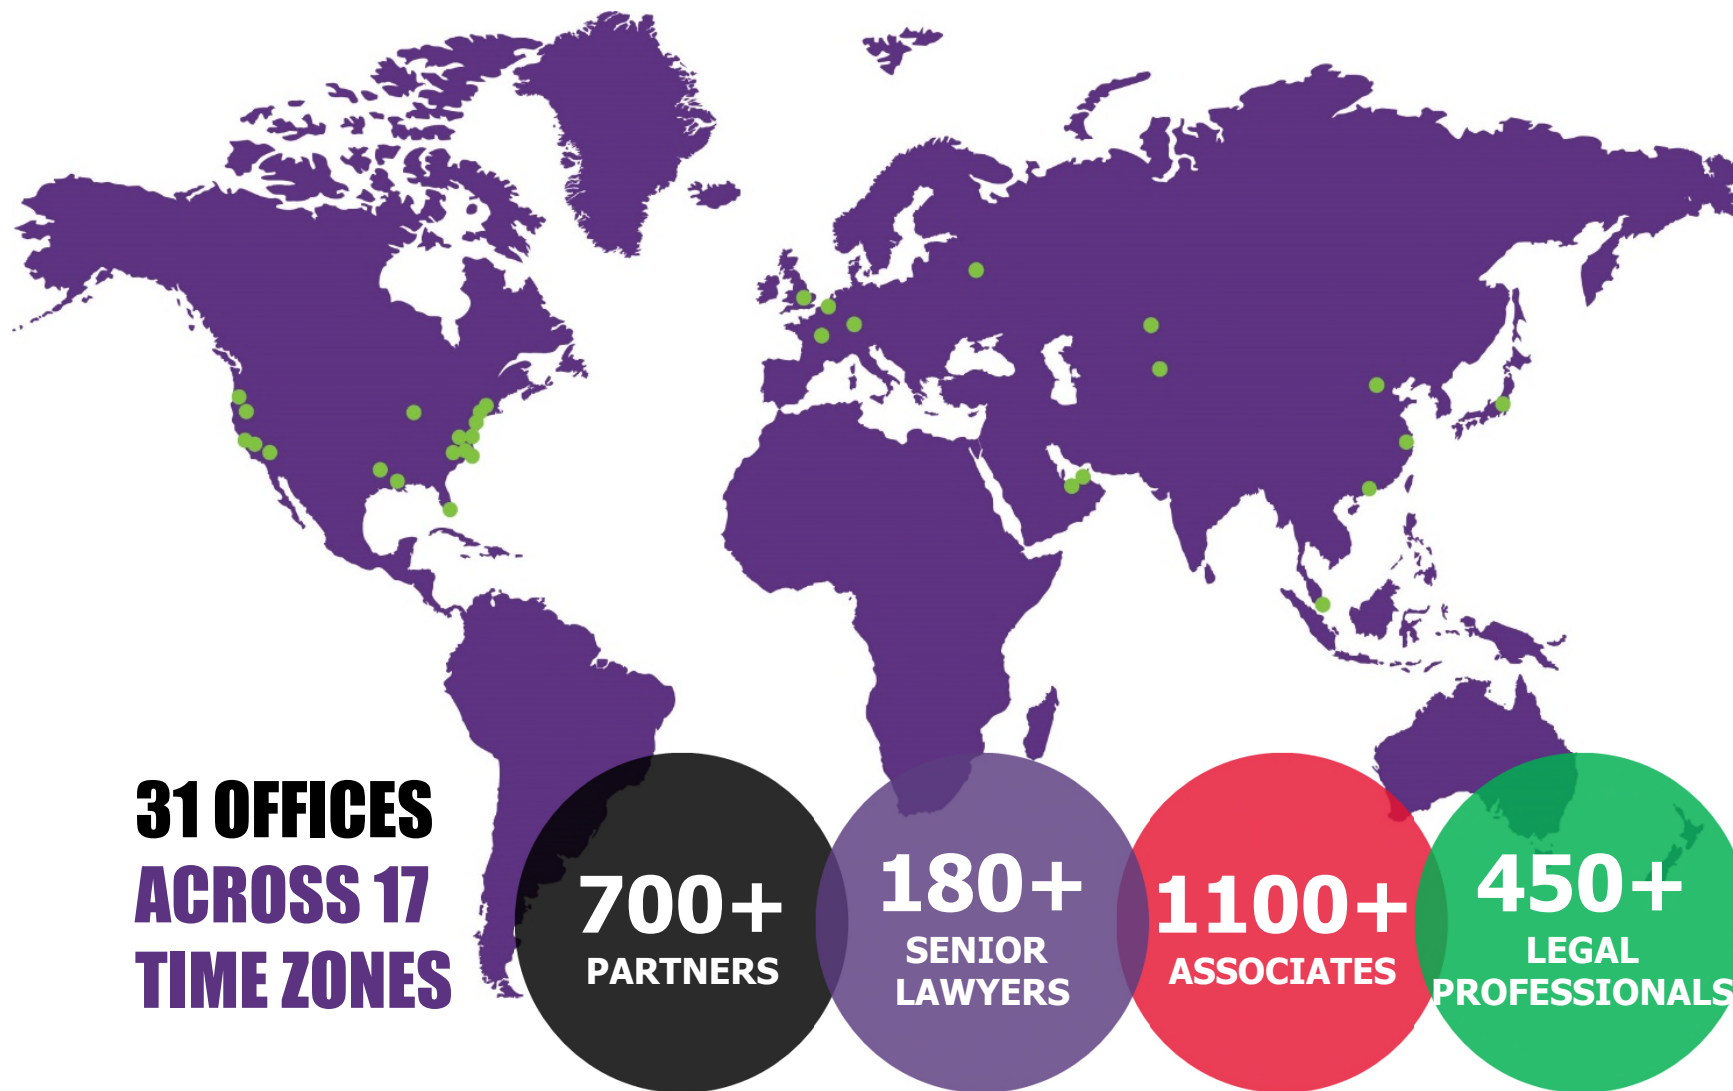 31 OFFICES
ACROSS 17
TIME ZONES
700+
PARTNERS
180+
SENIOR
LAWYERS
1100+
ASSOCIATES
450+
LEGAL
PROFESSIONALS